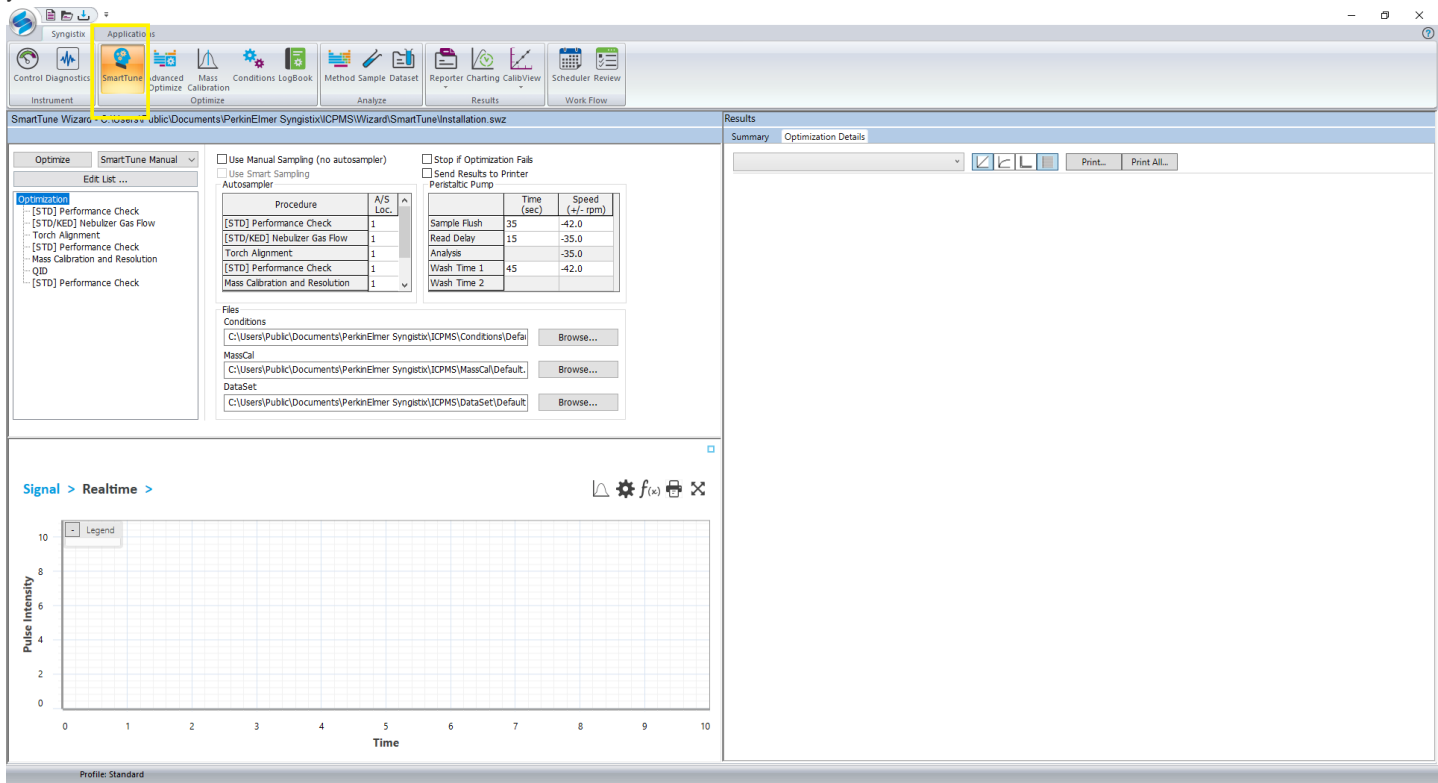 Syngistix Applications
Control Diagnostics SmartTune Advanced Optimize Mass Calibration Conditions LogBook Method Sample Dataset Reporter Charting CalibView Scheduler Review
Instrument Optimize Analyze Results Work Flow
SmartTune Wizard - C:\Users\Public\Documents\PerkinElmer Syngistix\ICPMS\Wizard\SmartTune\Installation.swz
Results
Summary Optimization Details
Optimize SmartTune Manual
Edit List ...
Optimization
[STD] Performance Check
[STD/KED] Nebulizer Gas Flow
Torch Alignment
[STD] Performance Check
Mass Calibration and Resolution
QID
[STD] Performance Check
Use Manual Sampling (no autosampler)
Use Smart Sampling
Stop if Optimization Fails
Send Results to Printer
Autosampler
Procedure A/S Loc.
[STD] Performance Check 1
[STD/KED] Nebulizer Gas Flow 1
Torch Alignment 1
[STD] Performance Check 1
Mass Calibration and Resolution 1
Peristaltic Pump
Time (sec) Speed (+/- rpm)
Sample Flush 35 -42.0
Read Delay 15 -35.0
Analysis -35.0
Wash Time 1 45 -42.0
Wash Time 2
Files
Conditions
C:\Users\Public\Documents\PerkinElmer Syngistix\ICPMS\Conditions\Defau Browse...
MassCal
C:\Users\Public\Documents\PerkinElmer Syngistix\ICPMS\MassCal\Default. Browse...
DataSet
C:\Users\Public\Documents\PerkinElmer Syngistix\ICPMS\DataSet\Default Browse...
Print... Print All...
Signal > Realtime >
f(x)
- Legend
Pulse Intensity
10
8
6
4
2
0
0 1 2 3 4 5 6 7 8 9 10
Time
Profile: Standard